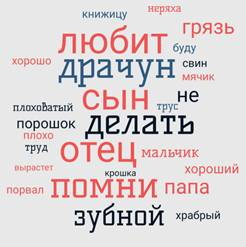 неряха
книжицу
грязь
любит
буду
хорошо
драчун
свин
мячик
сын
не
плоховатый
трус
порошок
делать
плохо
труд
отец
мальчик
вырастет
крошка
хороший
порвал
помни
папа
зубной
храбрый